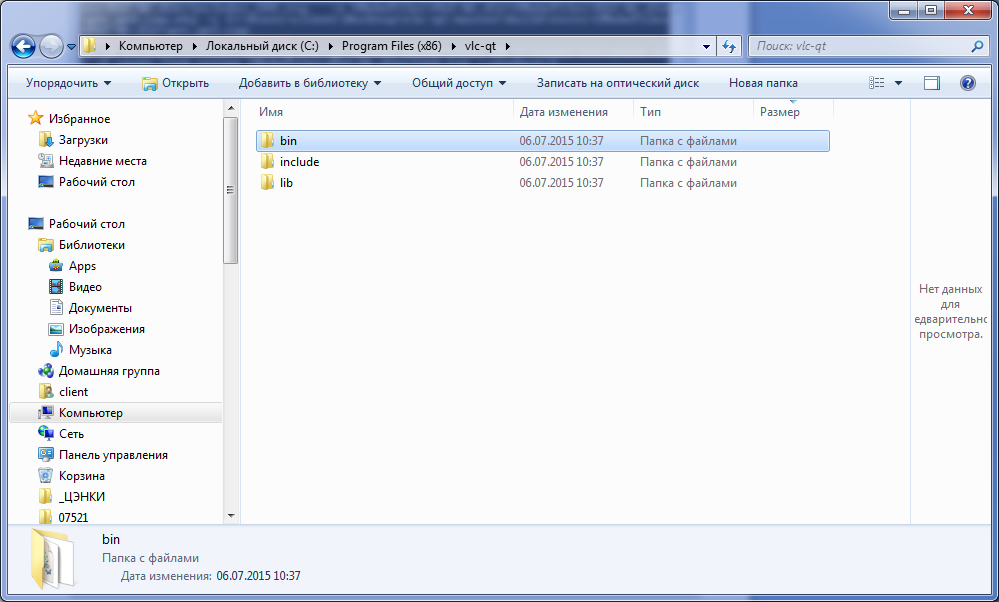 Компьютер Локальный диск (C:) Program Files (x86) vlc-qt Поиск: vlc-qt
Упорядочить Открыть Добавить в библиотеку Общий доступ Записать на оптический диск Новая папка
Имя Дата изменения Тип Размер
bin 06.07.2015 10:37 Папка с файлами
include 06.07.2015 10:37 Папка с файлами
lib 06.07.2015 10:37 Папка с файлами
Избранное
Загрузки
Недавние места
Рабочий стол
Рабочий стол
Библиотеки
Apps
Видео
Документы
Изображения
Музыка
Домашняя группа
client
Компьютер
Сеть
Панель управления
Корзина
_ЦЭНКИ
07521
Нет данных
для
едварительнс
просмотра.
bin
Папка с файлами
Дата изменения: 06.07.2015 10:37